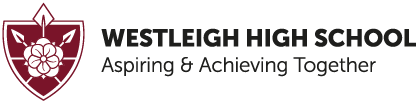 WESTLEIGH HIGH SCHOOL
Aspiring & Achieving Together